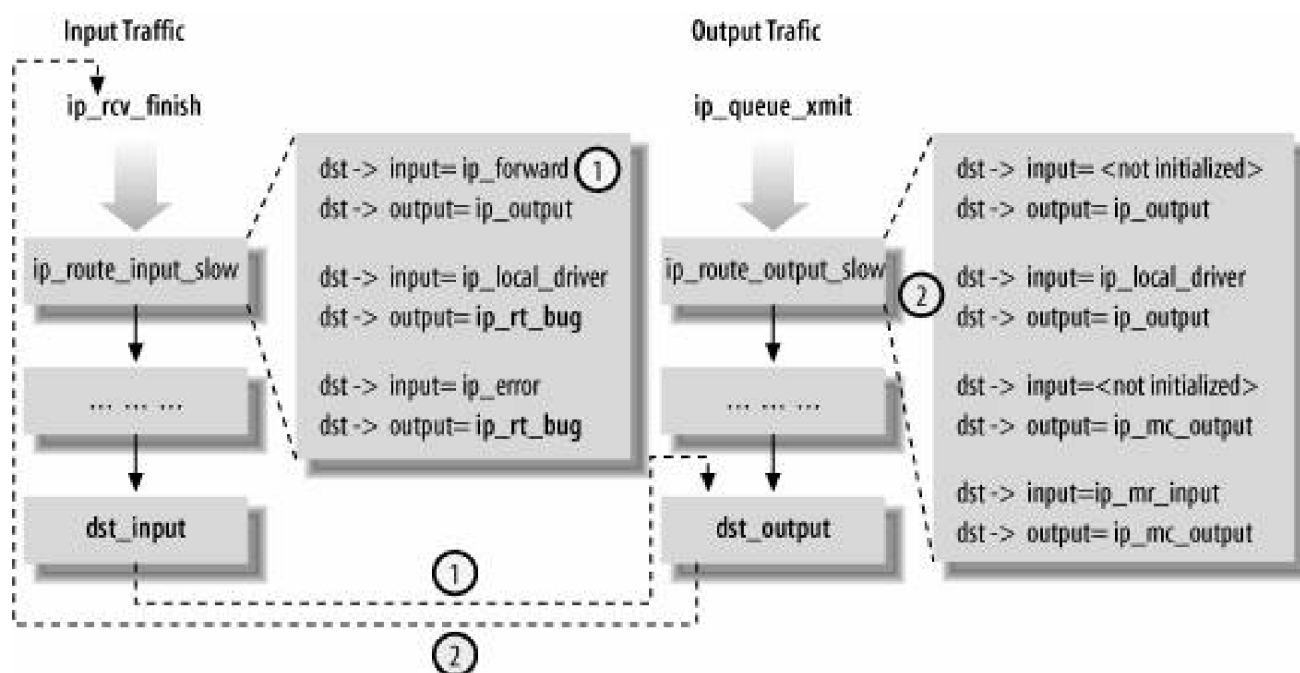 Input Traffic
ip_rcv_finish
ip_route_input_slow
... ... ...
dst_input
dst -> input= ip_forward 1
dst -> output= ip_output
dst -> input= ip_local_driver
dst -> output= ip_rt_bug
dst -> input= ip_error
dst -> output= ip_rt_bug
Output Trafic
ip_queue_xmit
ip_route_output_slow
... ... ...
dst_output
2
dst -> input= <not initialized>
dst -> output= ip_output
dst -> input= ip_local_driver
dst -> output= ip_output
dst -> input=<not initialized>
dst -> output= ip_mc_output
dst -> input=ip_mr_input
dst -> output= ip_mc_output
1
2